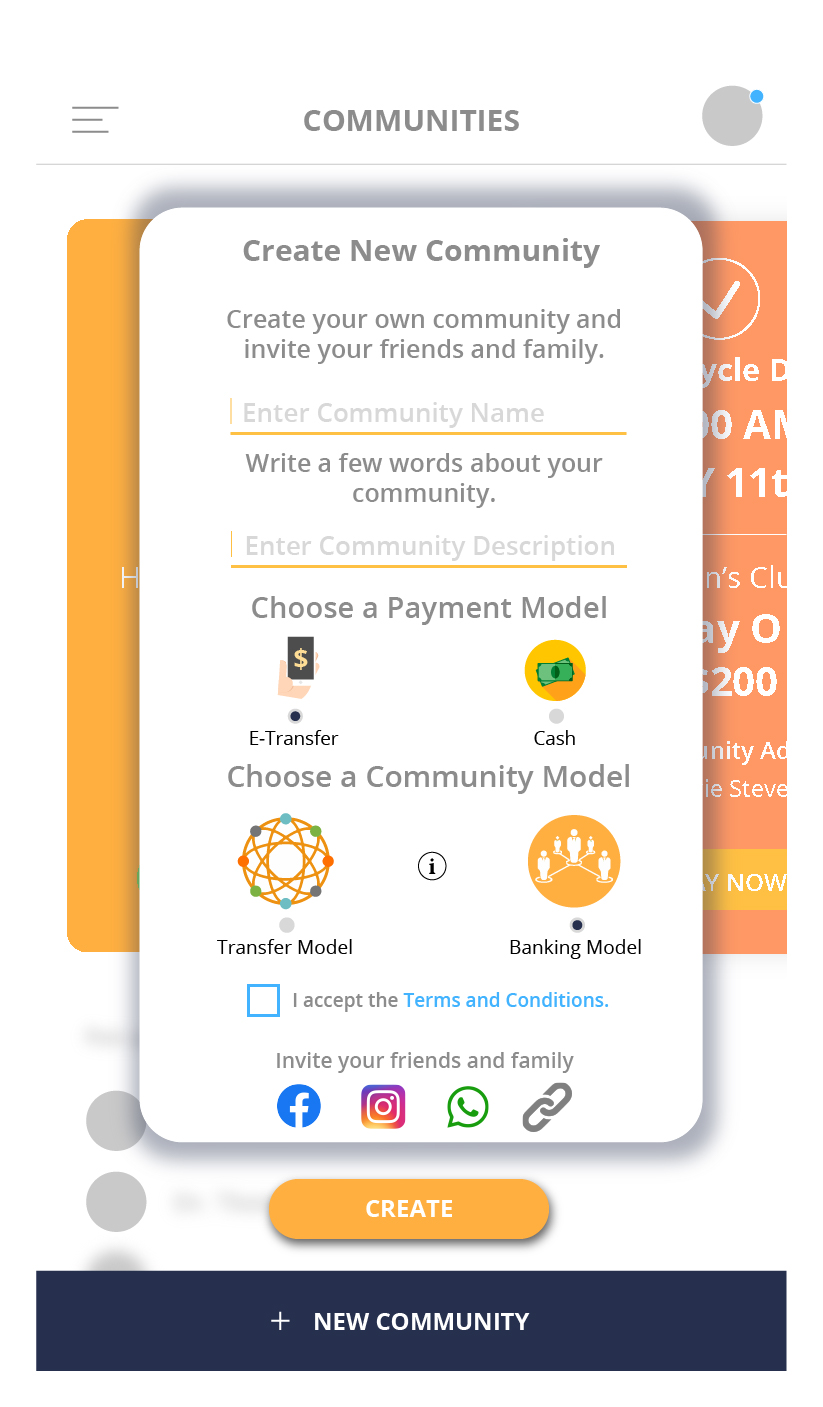 COMMUNITIES
Create New Community
Create your own community and
invite your friends and family.
Enter Community Name
Write a few words about your
community.
Enter Community Description
Choose a Payment Model
$
E-Transfer
Cash
Choose a Community Model
i
Transfer Model
Banking Model
I accept the Terms and Conditions.
Invite your friends and family
CREATE
+ NEW COMMUNITY
H
ycle D
00 AM
Y 11t
n's Clu
ay O
$200
unity Ad
ie Steve
AY NOW